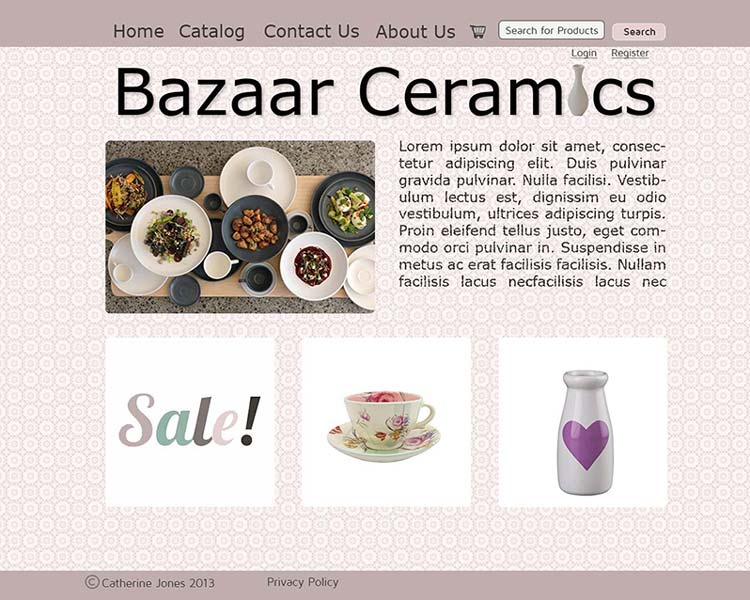 Home Catalog Contact Us About Us Search for Products Search
Login Register
Bazaar Ceramics
Lorem ipsum dolor sit amet, consec-
tetur adipiscing elit. Duis pulvinar
gravida pulvinar. Nulla facilisi. Vestib-
ulum lectus est, dignissim eu odio
vestibulum, ultrices adipiscing turpis.
Proin eleifend tellus justo, eget com-
modo orci pulvinar in. Suspendisse in
metus ac erat facilisis facilisis. Nullam
facilisis lacus necfacilisis lacus nec
Sale!
© Catherine Jones 2013 Privacy Policy